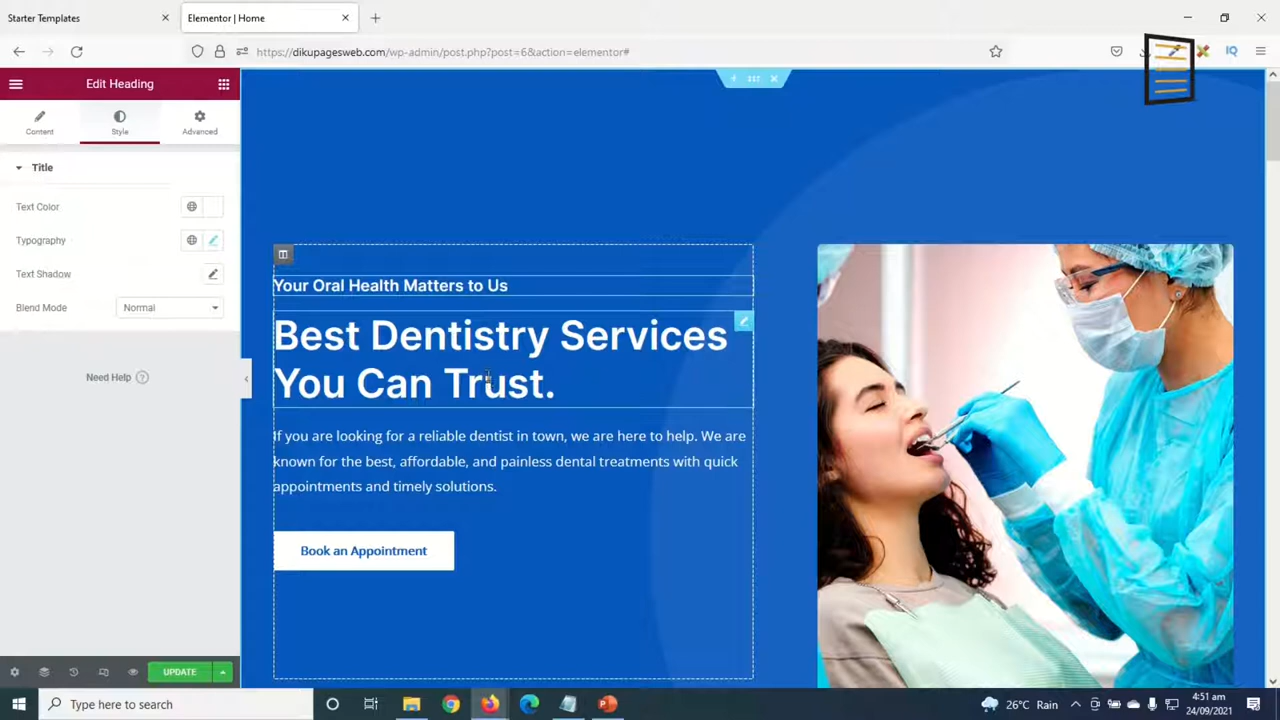 Starter Templates
Elementor | Home
https://dikupagesweb.com/wp-admin/post.php?post=6&action=elementor#
Edit Heading
Content
Style
Advanced
Title
Text Color
Typography
Text Shadow
Blend Mode
Normal
Need Help
UPDATE
Your Oral Health Matters to Us
Best Dentistry Services
You Can Trust.
If you are looking for a reliable dentist in town, we are here to help. We are
known for the best, affordable, and painless dental treatments with quick
appointments and timely solutions.
Book an Appointment
Type here to search
26°C Rain
4:51 am
24/09/2021